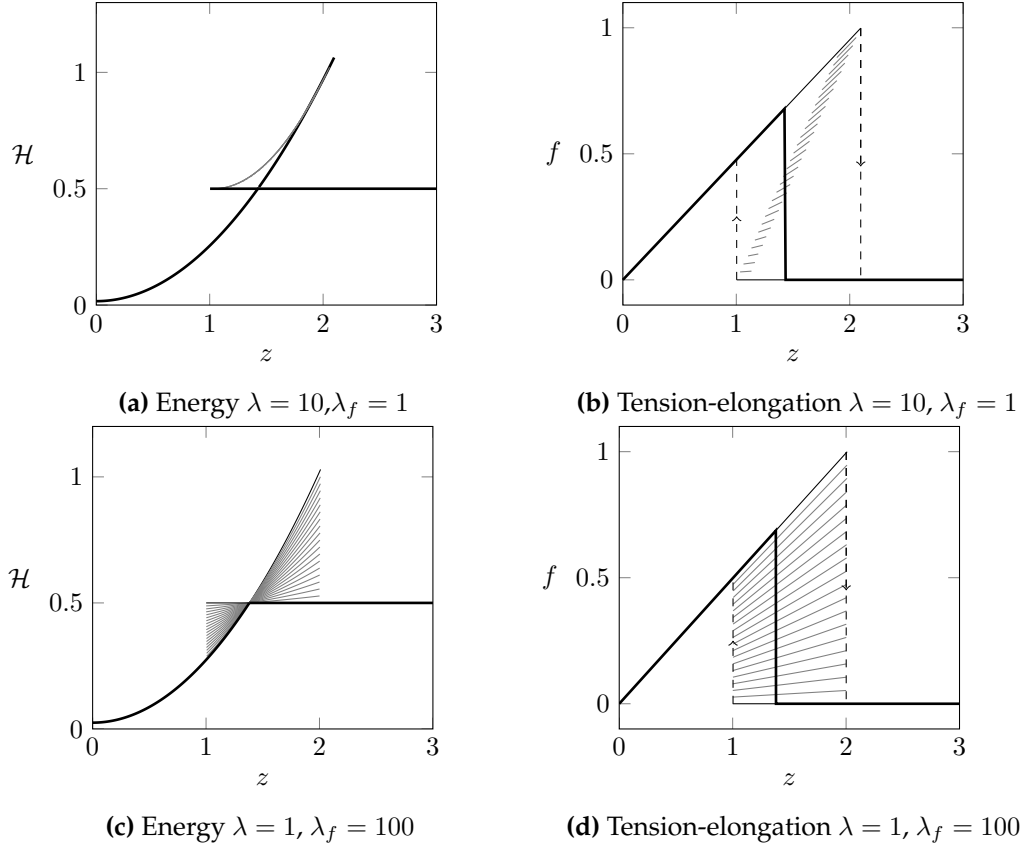 1
0.5
0
ℋ
0 1 2 3
z
(a) Energy λ = 10,λ_f = 1
1
0.5
0
f
0 1 2 3
z
(b) Tension-elongation λ = 10, λ_f = 1
1
0.5
0
ℋ
0 1 2 3
z
(c) Energy λ = 1, λ_f = 100
1
0.5
0
f
0 1 2 3
z
(d) Tension-elongation λ = 1, λ_f = 100